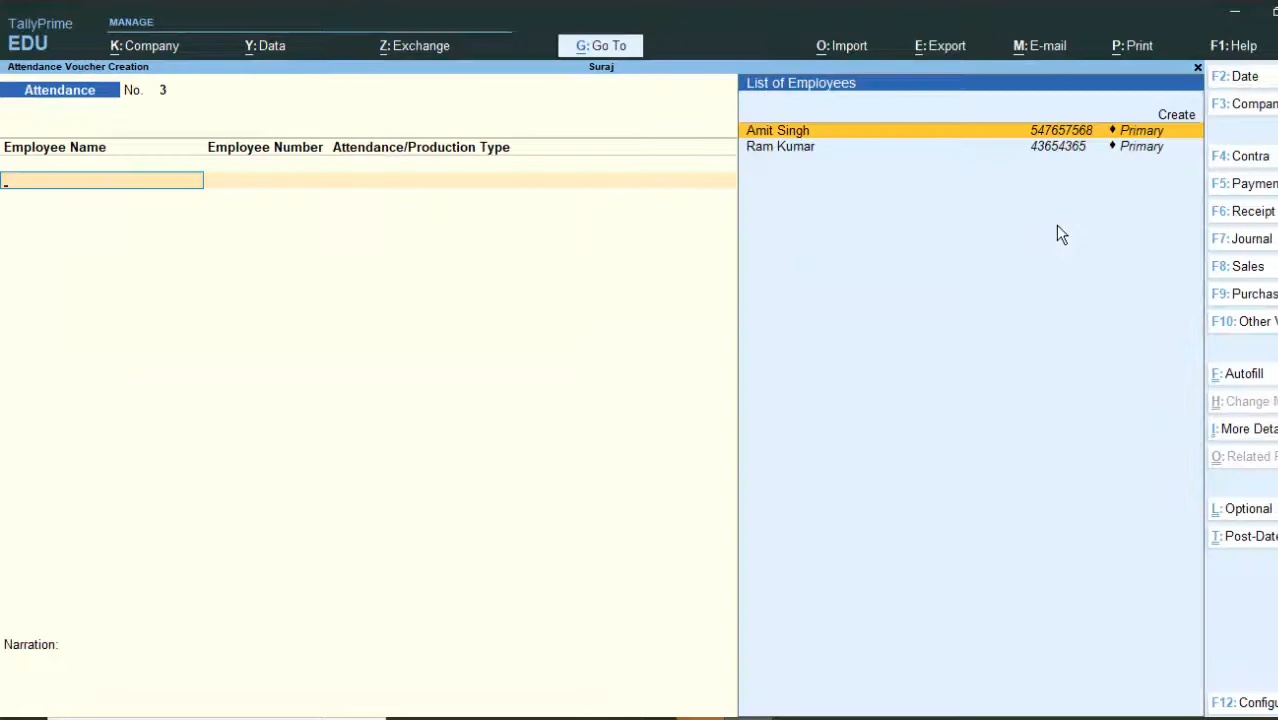 TallyPrime
EDU
MANAGE
K: Company
Y: Data
Z: Exchange
G: Go To
O: Import
E: Export
M: E-mail
P: Print
F1: Help
Attendance Voucher Creation
Suraj
Attendance No. 3
Employee Name Employee Number Attendance/Production Type
Narration:
List of Employees
Create
Amit Singh 547657568 ♦ Primary
Ram Kumar 43654365 ♦ Primary
F2: Date
F3: Compan
F4: Contra
F5: Paymen
F6: Receipt
F7: Journal
F8: Sales
F9: Purchas
F10: Other V
F: Autofill
H: Change M
I: More Deta
O: Related R
L: Optional
T: Post-Date
F12: Configu